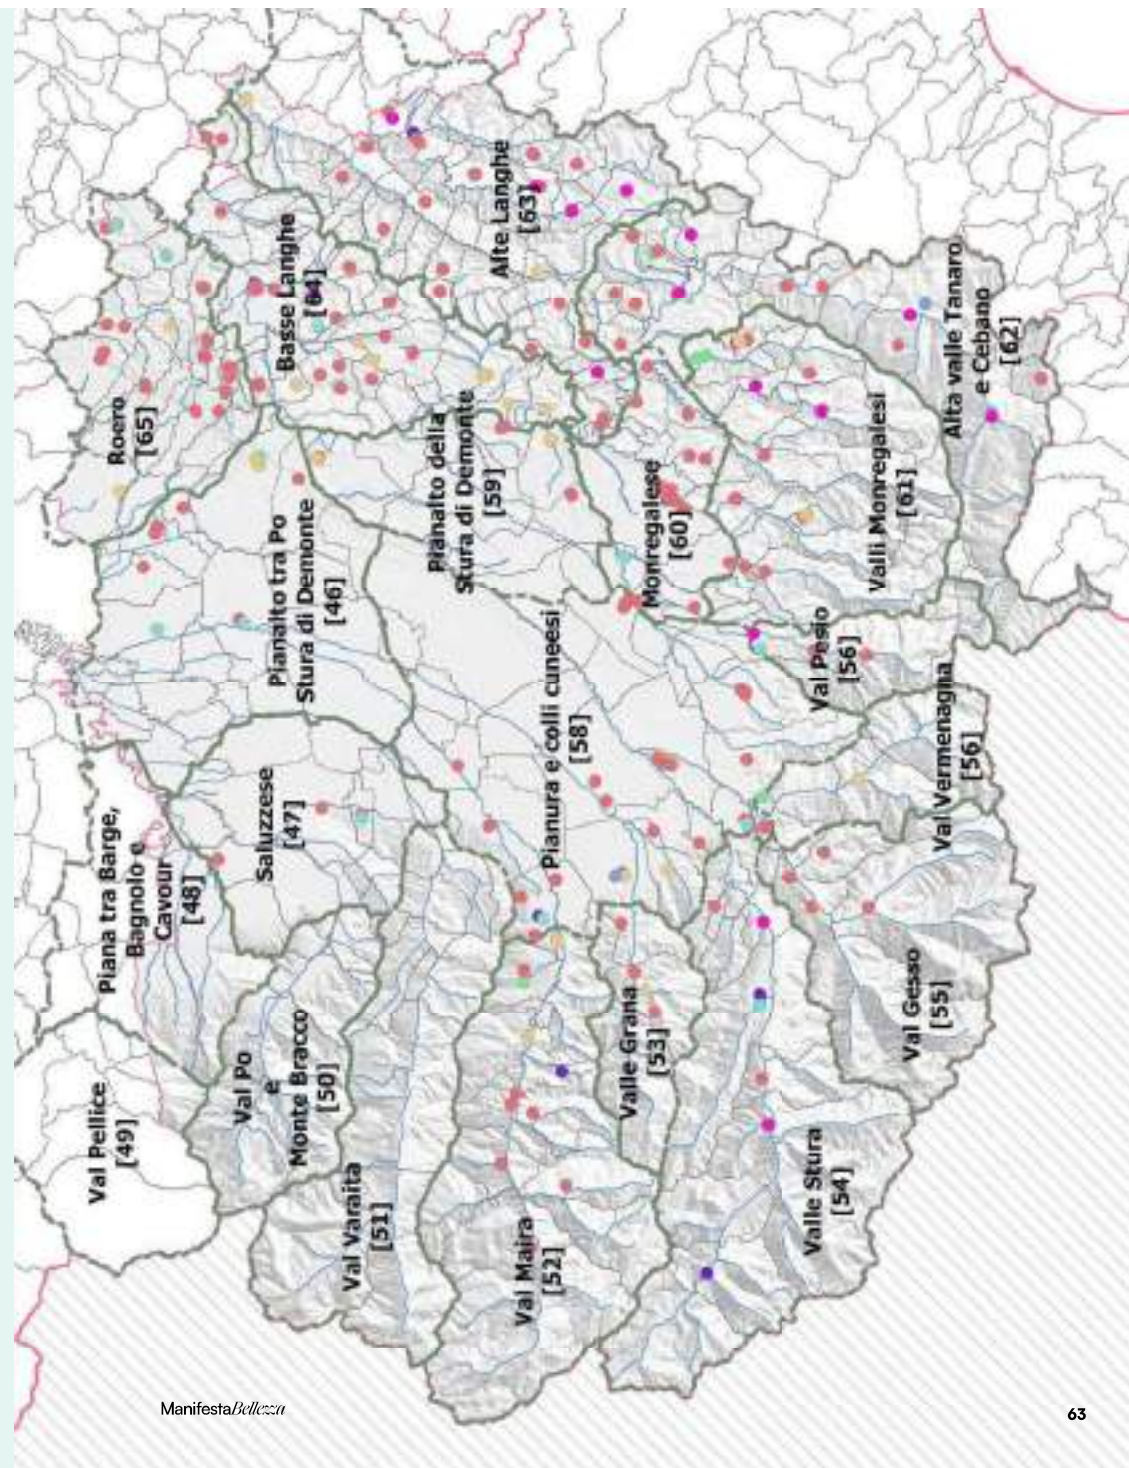 Roero
[65]
Basse Langhe
[64]
Alte Langhe
[63]
Pianalto tra Po
Stura di Demonte
[46]
Pianalto della
Stura di Demonte
[59]
Monregalese
[60]
Valli Monregalesi
[61]
Alta valle Tanaro
e Cebano
[62]
Piana tra Barge,
Bagnolo e
Cavour
[48]
Saluzzese
[47]
Pianura e colli cuneesi
[58]
Val Pesio
[56]
Val Vermenagna
[56]
Val Pellice
[49]
Val Po
e
Monte Bracco
[50]
Val Varaita
[51]
Val Maira
[52]
Valle Grana
[53]
Valle Stura
[54]
Val Gesso
[55]
ManifestaBellezza
63